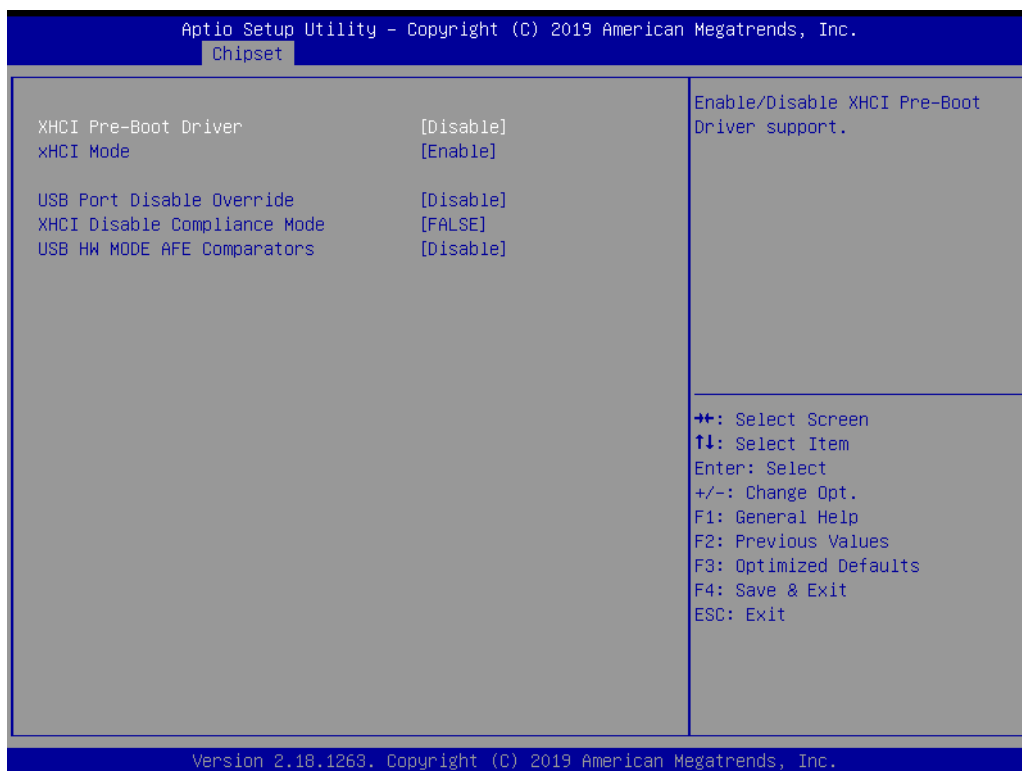 Aptio Setup Utility – Copyright (C) 2019 American Megatrends, Inc.
Chipset
XHCI Pre-Boot Driver [Disable]
xHCI Mode [Enable]
USB Port Disable Override [Disable]
XHCI Disable Compliance Mode [FALSE]
USB HW MODE AFE Comparators [Disable]
Enable/Disable XHCI Pre-Boot
Driver support.
→←: Select Screen
↑↓: Select Item
Enter: Select
+/-: Change Opt.
F1: General Help
F2: Previous Values
F3: Optimized Defaults
F4: Save & Exit
ESC: Exit
Version 2.18.1263. Copyright (C) 2019 American Megatrends, Inc.